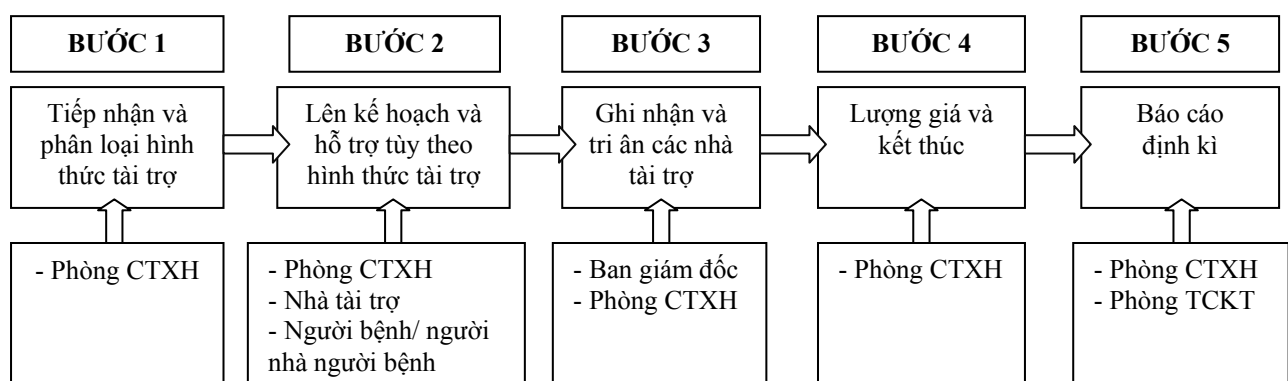 BƯỚC 1
BƯỚC 2
BƯỚC 3
BƯỚC 4
BƯỚC 5
Tiếp nhận và
phân loại hình
thức tài trợ
Lên kế hoạch và
hỗ trợ tùy theo
hình thức tài trợ
Ghi nhận và
tri ân các nhà
tài trợ
Lượng giá và
kết thúc
Báo cáo
định kì
- Phòng CTXH
- Phòng CTXH
- Nhà tài trợ
- Người bệnh/ người
nhà người bệnh
- Ban giám đốc
- Phòng CTXH
- Phòng CTXH
- Phòng CTXH
- Phòng TCKT